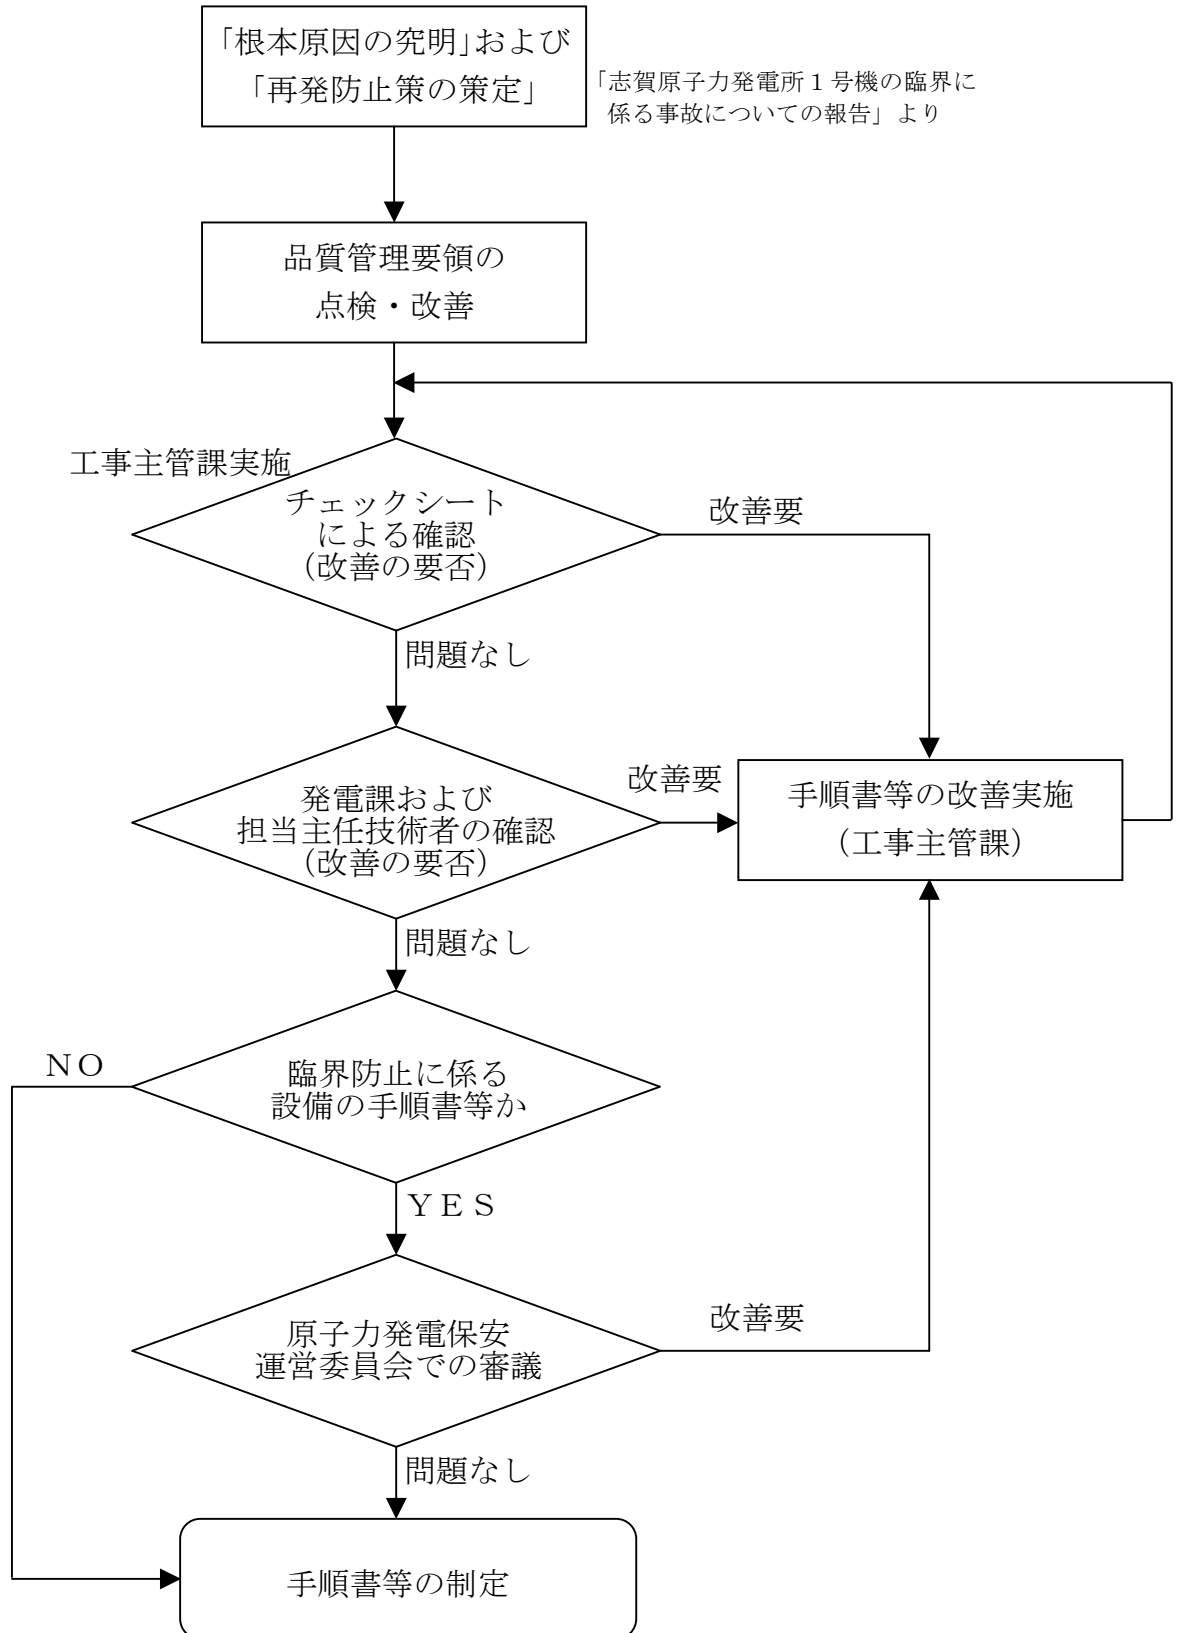 「根本原因の究明」および
「再発防止策の策定」
「志賀原子力発電所１号機の臨界に
係る事故についての報告」より
品質管理要領の
点検・改善
工事主管課実施
チェックシート
による確認
（改善の要否）
改善要
問題なし
発電課および
担当主任技術者の確認
（改善の要否）
改善要
手順書等の改善実施
（工事主管課）
問題なし
ＮＯ
臨界防止に係る
設備の手順書等か
ＹＥＳ
原子力発電保安
運営委員会での審議
改善要
問題なし
手順書等の制定